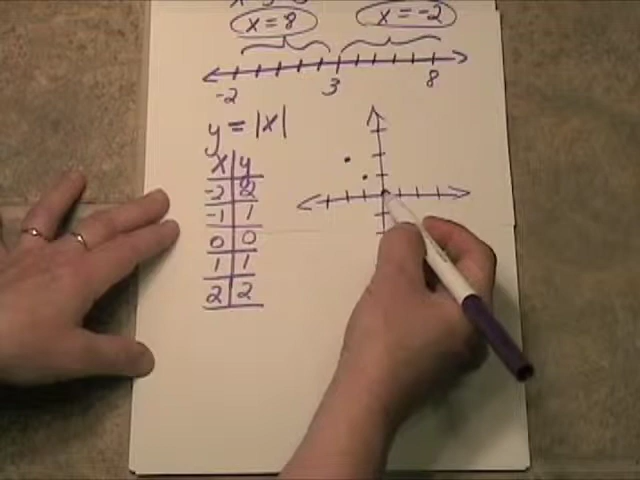 x = 8 x = -2
-2 3 8
y = |x|
x y
-2 2
-1 1
0 0
1 1
2 2